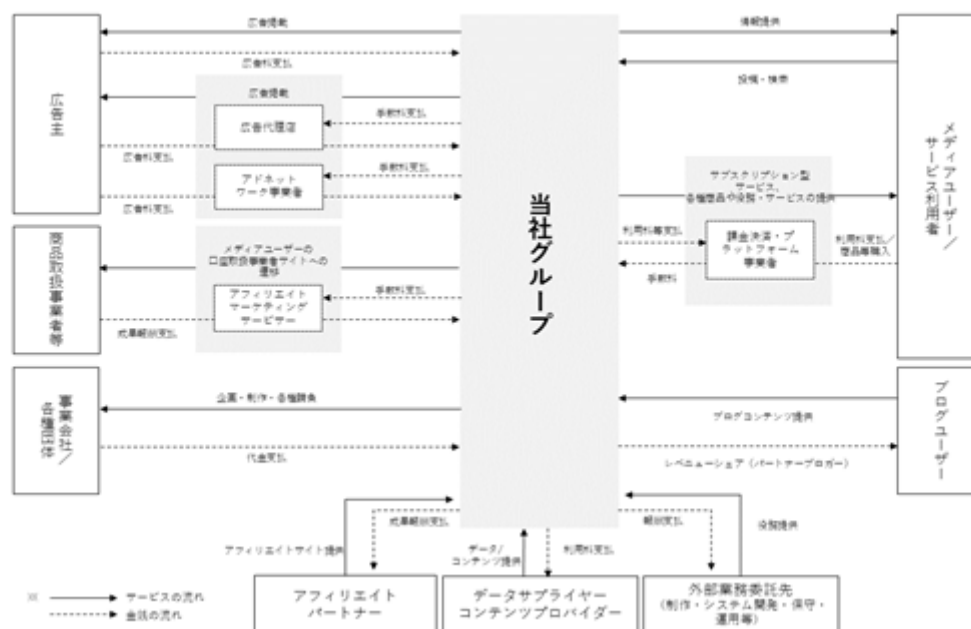 広告掲載
広告料支払
広告主
広告掲載
手数料支払
広告代理店
広告料支払
手数料支払
アドネット
ワーク事業者
広告料支払
商品取扱事業者等
メディアユーザーの
口座取扱事業者サイトへの
遷移
手数料支払
アフィリエイト
マーケティング
サービサー
成果報酬支払
事業会社/
各種団体
企画・制作・各種請負
代金支払
当社グループ
情報提供
投稿・検索
メディアユーザー/
サービス利用者
サブスクリプション型
サービス、
各種商品や役務・サービスの提供
利用料等支払
課金決済・プ
ラットフォーム
事業者
利用料支払/
商品等購入
手数料
ブログコンテンツ提供
レベニューシェア（パートナーブロガー）
ブログユーザー
成果報酬支払
アフィリエイトサイト提供
データ/
コンテンツ提供
利用料支払
報酬支払
役務提供
アフィリエイト
パートナー
データサプライヤー
コンテンツプロバイダー
外部業務委託先
（制作・システム開発・保守・
運用等）
※ サービスの流れ
金銭の流れ